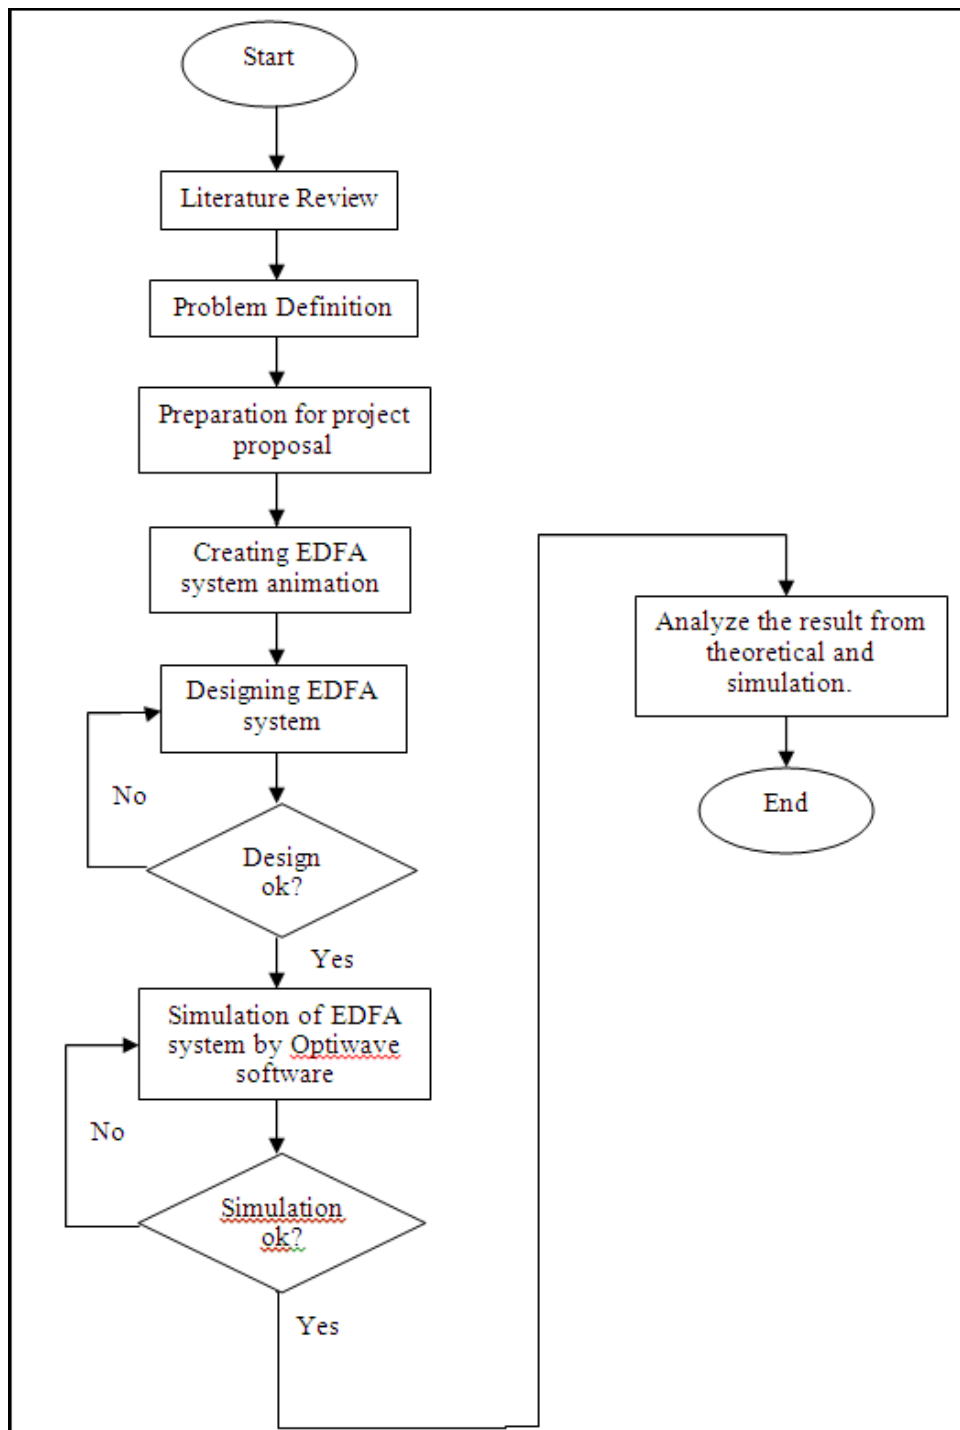 Start
Literature Review
Problem Definition
Preparation for project
proposal
Creating EDFA
system animation
Designing EDFA
system
No
Design
ok?
Yes
Simulation of EDFA
system by Optiwave
software
No
Simulation
ok?
Yes
Analyze the result from
theoretical and
simulation.
End